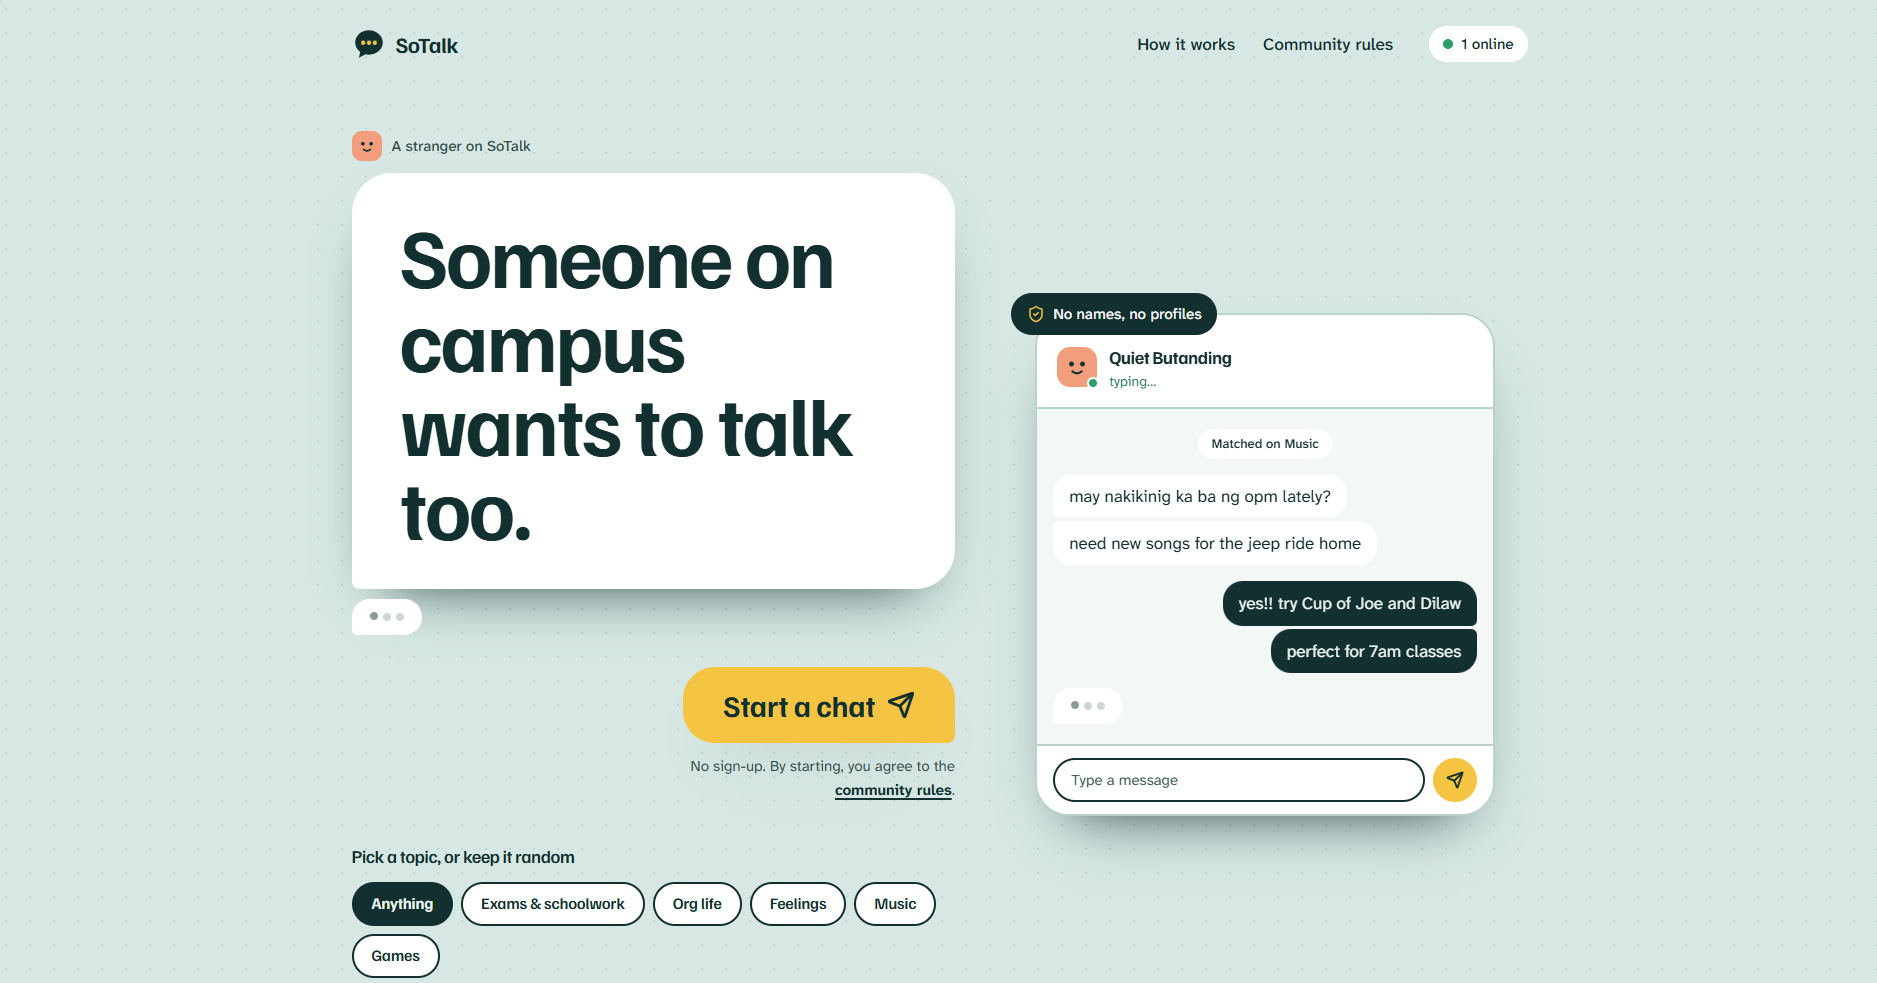 SoTalk
How it works
Community rules
1 online
A stranger on SoTalk
Someone on
campus
wants to talk
too.
Start a chat
No sign-up. By starting, you agree to the
community rules.
Pick a topic, or keep it random
Anything
Exams & schoolwork
Org life
Feelings
Music
Games
No names, no profiles
Quiet Butanding
typing...
Matched on Music
may nakikinig ka ba ng opm lately?
need new songs for the jeep ride home
yes!! try Cup of Joe and Dilaw
perfect for 7am classes
Type a message